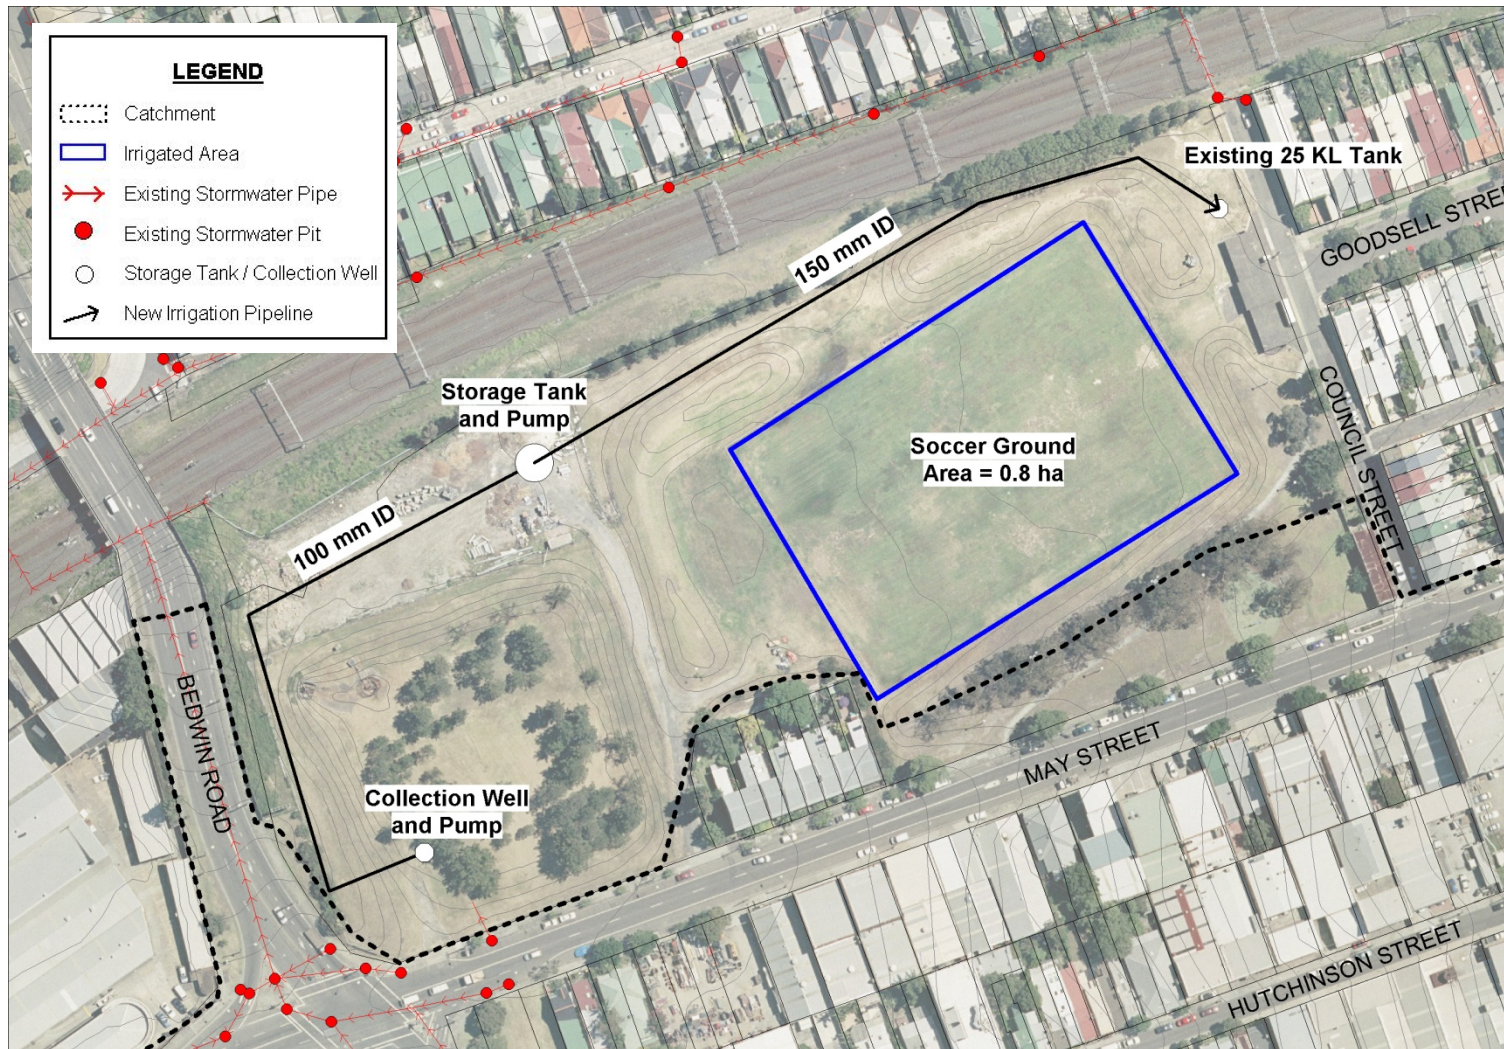 LEGEND
Catchment
Irrigated Area
Existing Stormwater Pipe
Existing Stormwater Pit
Storage Tank / Collection Well
New Irrigation Pipeline
Existing 25 KL Tank
GOODSELL STREE
150 mm ID
Storage Tank
and Pump
COUNCIL STREET
Soccer Ground
Area = 0.8 ha
100 mm ID
BEDWIN ROAD
MAY STREET
Collection Well
and Pump
HUTCHINSON STREET